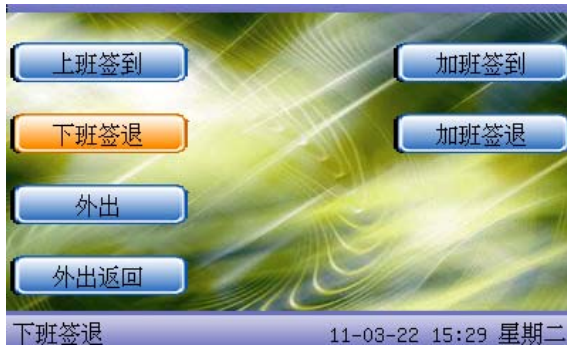 上班签到
加班签到
下班签退
加班签退
外出
外出返回
下班签退 11-03-22 15:29 星期二